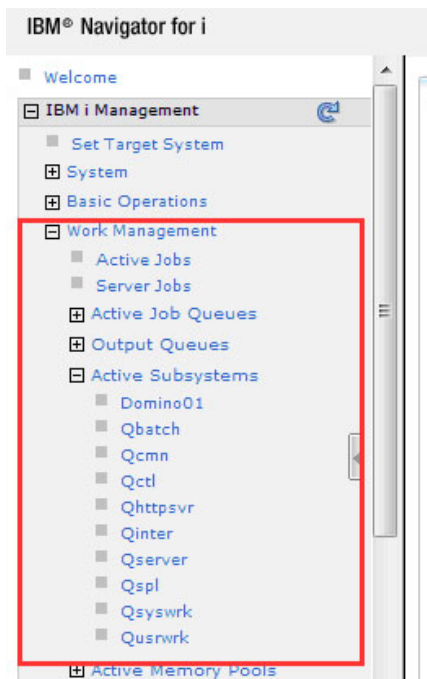 IBM® Navigator for i
Welcome
IBM i Management
Set Target System
System
Basic Operations
Work Management
Active Jobs
Server Jobs
Active Job Queues
Output Queues
Active Subsystems
Domino01
Qbatch
Qcmn
Qctl
Qhttpsvr
Qinter
Qserver
Qspl
Qsyswrk
Qusrwrk
Active Memory Pools